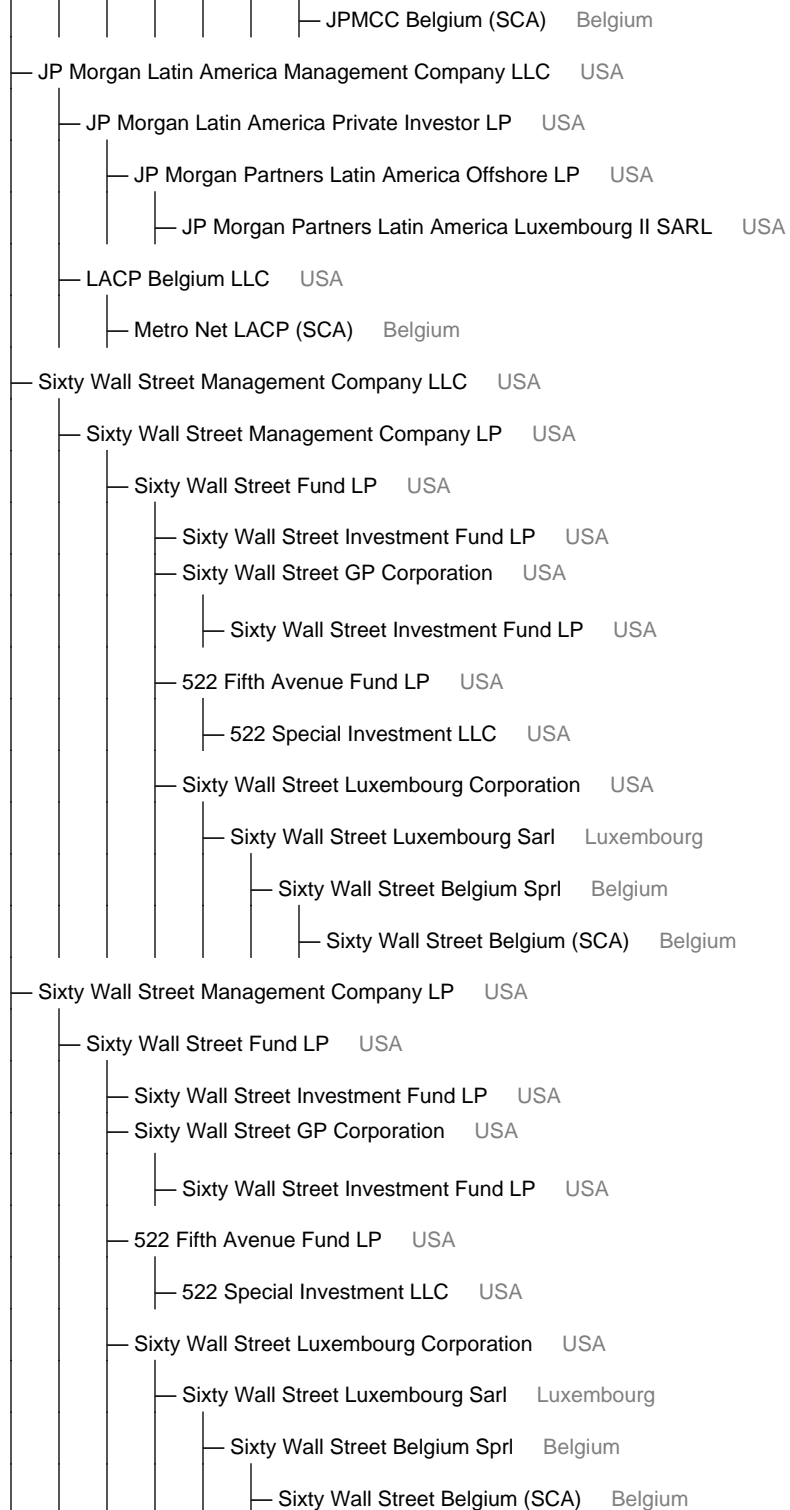 JPMCC Belgium (SCA) Belgium
JP Morgan Latin America Management Company LLC USA
JP Morgan Latin America Private Investor LP USA
JP Morgan Partners Latin America Offshore LP USA
JP Morgan Partners Latin America Luxembourg II SARL USA
LACP Belgium LLC USA
Metro Net LACP (SCA) Belgium
Sixty Wall Street Management Company LLC USA
Sixty Wall Street Management Company LP USA
Sixty Wall Street Fund LP USA
Sixty Wall Street Investment Fund LP USA
Sixty Wall Street GP Corporation USA
Sixty Wall Street Investment Fund LP USA
522 Fifth Avenue Fund LP USA
522 Special Investment LLC USA
Sixty Wall Street Luxembourg Corporation USA
Sixty Wall Street Luxembourg Sarl Luxembourg
Sixty Wall Street Belgium Sprl Belgium
Sixty Wall Street Belgium (SCA) Belgium
Sixty Wall Street Management Company LP USA
Sixty Wall Street Fund LP USA
Sixty Wall Street Investment Fund LP USA
Sixty Wall Street GP Corporation USA
Sixty Wall Street Investment Fund LP USA
522 Fifth Avenue Fund LP USA
522 Special Investment LLC USA
Sixty Wall Street Luxembourg Corporation USA
Sixty Wall Street Luxembourg Sarl Luxembourg
Sixty Wall Street Belgium Sprl Belgium
Sixty Wall Street Belgium (SCA) Belgium